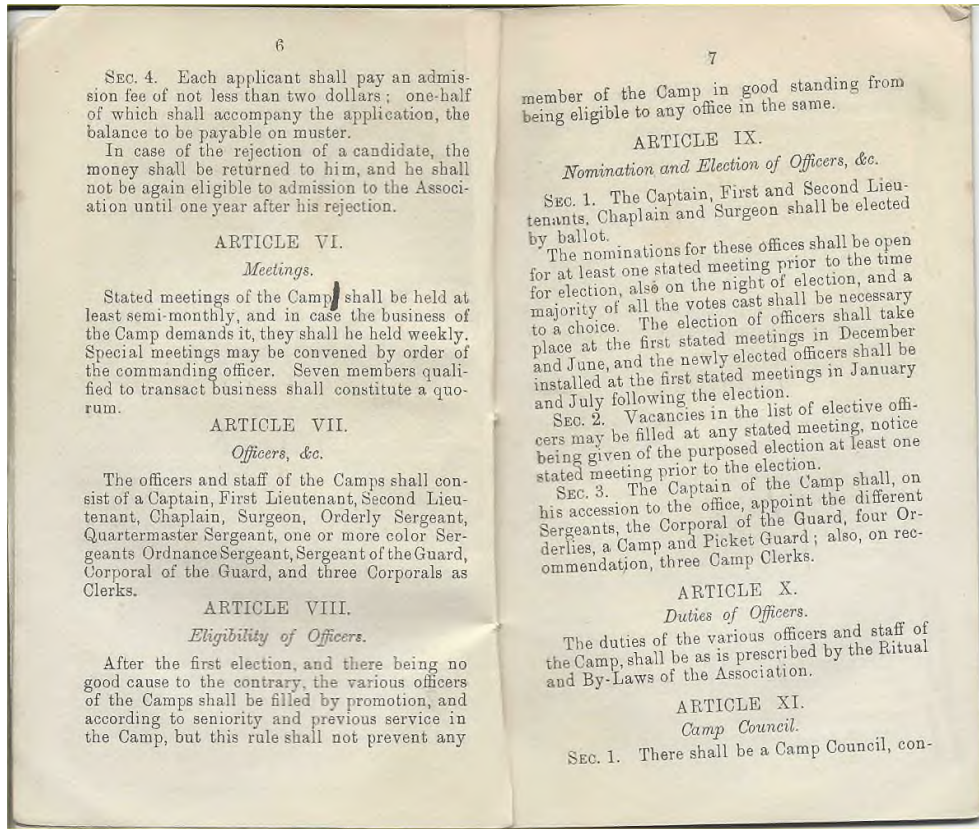 6
SEC. 4. Each applicant shall pay an admis-
sion fee of not less than two dollars ; one-half
of which shall accompany the application, the
balance to be payable on muster.
In case of the rejection of a candidate, the
money shall be returned to him, and he shall
not be again eligible to admission to the Associ-
ation until one year after his rejection.
ARTICLE VI.
Meetings.
Stated meetings of the Camp shall be held at
least semi-monthly, and in case the business of
the Camp demands it, they shall be held weekly.
Special meetings may be convened by order of
the commanding officer. Seven members quali-
fied to transact business shall constitute a quo-
rum.
ARTICLE VII.
Officers, &c.
The officers and staff of the Camps shall con-
sist of a Captain, First Lieutenant, Second Lieu-
tenant, Chaplain, Surgeon, Orderly Sergeant,
Quartermaster Sergeant, one or more color Ser-
geants Ordnance Sergeant, Sergeant of the Guard,
Corporal of the Guard, and three Corporals as
Clerks.
ARTICLE VIII.
Eligibility of Officers.
After the first election, and there being no
good cause to the contrary, the various officers
of the Camps shall be filled by promotion, and
according to seniority and previous service in
the Camp, but this rule shall not prevent any
7
member of the Camp in good standing from
being eligible to any office in the same.
ARTICLE IX.
Nomination and Election of Officers, &c.
SEC. 1. The Captain, First and Second Lieu-
tenants, Chaplain and Surgeon shall be elected
by ballot.
The nominations for these offices shall be open
for at least one stated meeting prior to the time
for election, also on the night of election, and a
majority of all the votes cast shall be necessary
to a choice. The election of officers shall take
place at the first stated meetings in December
and June, and the newly elected officers shall be
installed at the first stated meetings in January
and July following the election.
SEC. 2. Vacancies in the list of elective offi-
cers may be filled at any stated meeting, notice
being given of the purposed election at least one
stated meeting prior to the election.
SEC. 3. The Captain of the Camp shall, on
his accession to the office, appoint the different
Sergeants, the Corporal of the Guard, four Or-
derlies, a Camp and Picket Guard ; also, on rec-
ommendation, three Camp Clerks.
ARTICLE X.
Duties of Officers.
The duties of the various officers and staff of
the Camp, shall be as is prescribed by the Ritual
and By-Laws of the Association.
ARTICLE XI.
Camp Council.
SEC. 1. There shall be a Camp Council, con-